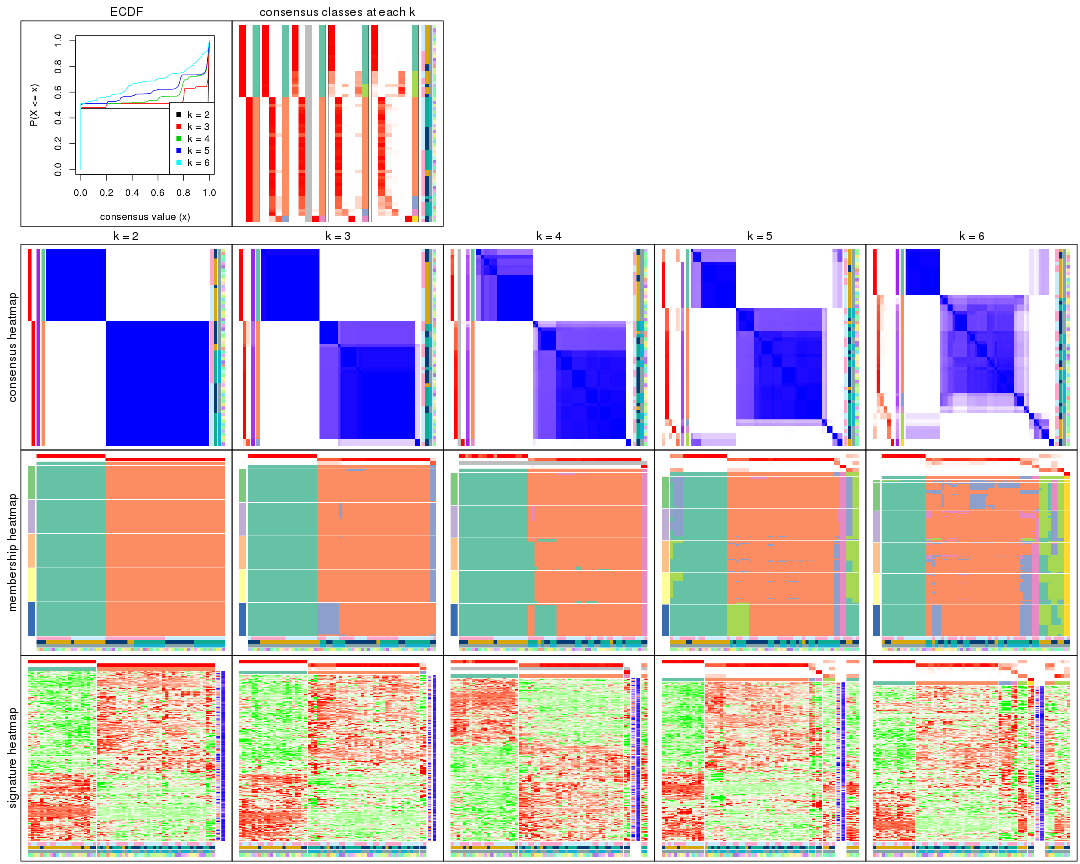 ECDF
consensus classes at each k
P(X <= x)
0.0 0.2 0.4 0.6 0.8 1.0
k = 2
k = 3
k = 4
k = 5
k = 6
0.0 0.2 0.4 0.6 0.8 1.0
consensus value (x)
k = 2
k = 3
k = 4
k = 5
k = 6
consensus heatmap
membership heatmap
signature heatmap